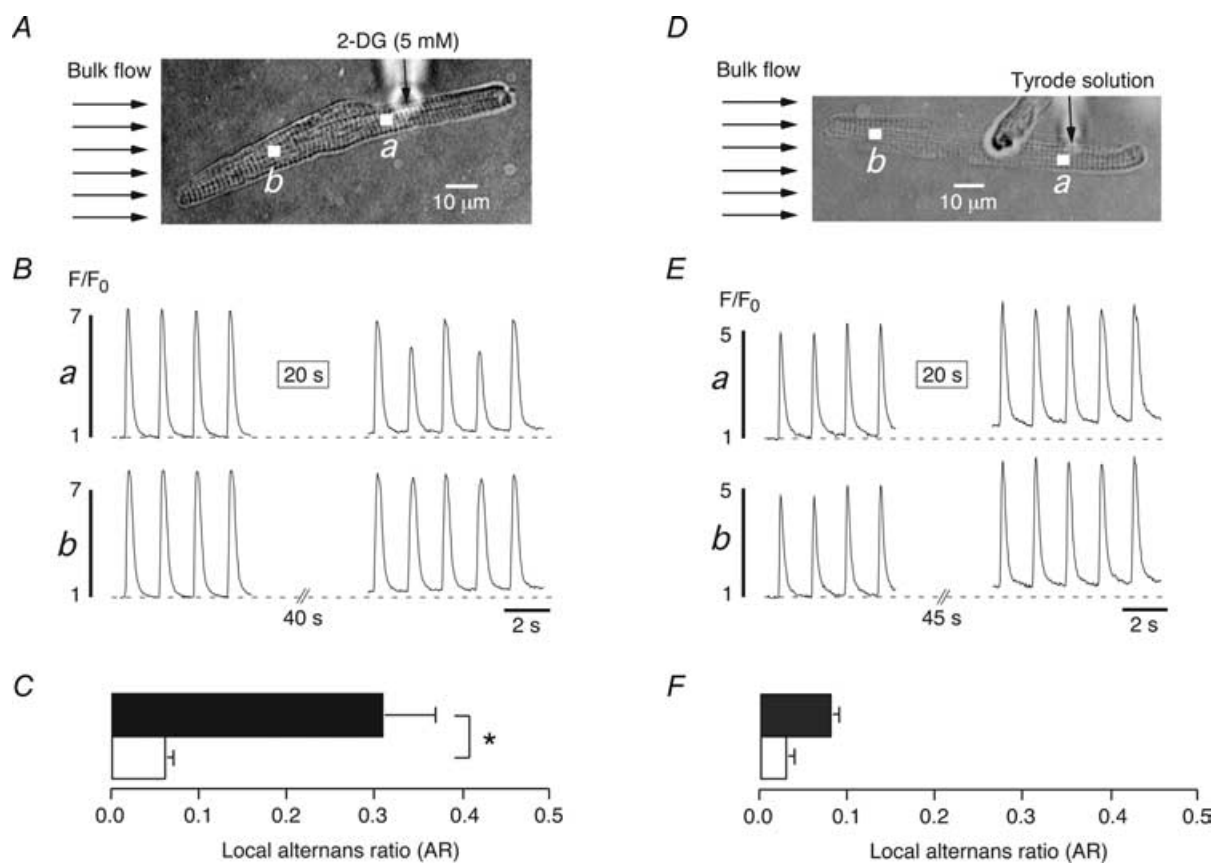 A
2-DG (5 mM)
Bulk flow
a
b
10 μm
B
F/F0
7
a
1
20 s
7
b
1
40 s
2 s
C
*
0.0 0.1 0.2 0.3 0.4 0.5
Local alternans ratio (AR)
D
Bulk flow
Tyrode solution
b
a
10 μm
E
F/F0
5
a
1
20 s
5
b
1
45 s
2 s
F
0.0 0.1 0.2 0.3 0.4 0.5
Local alternans ratio (AR)